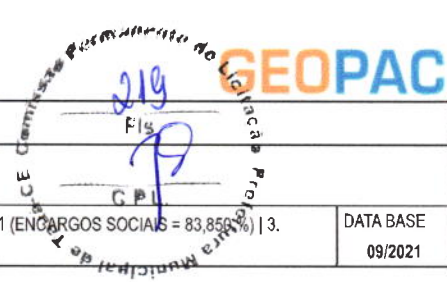 GEOPAC
Comissão Permanente de Licitação Prefeitura Municipal de Tauá-CE
219
Fls
C P L
1 (ENCARGOS SOCIAIS = 83,85%) | 3.
DATA BASE
09/2021